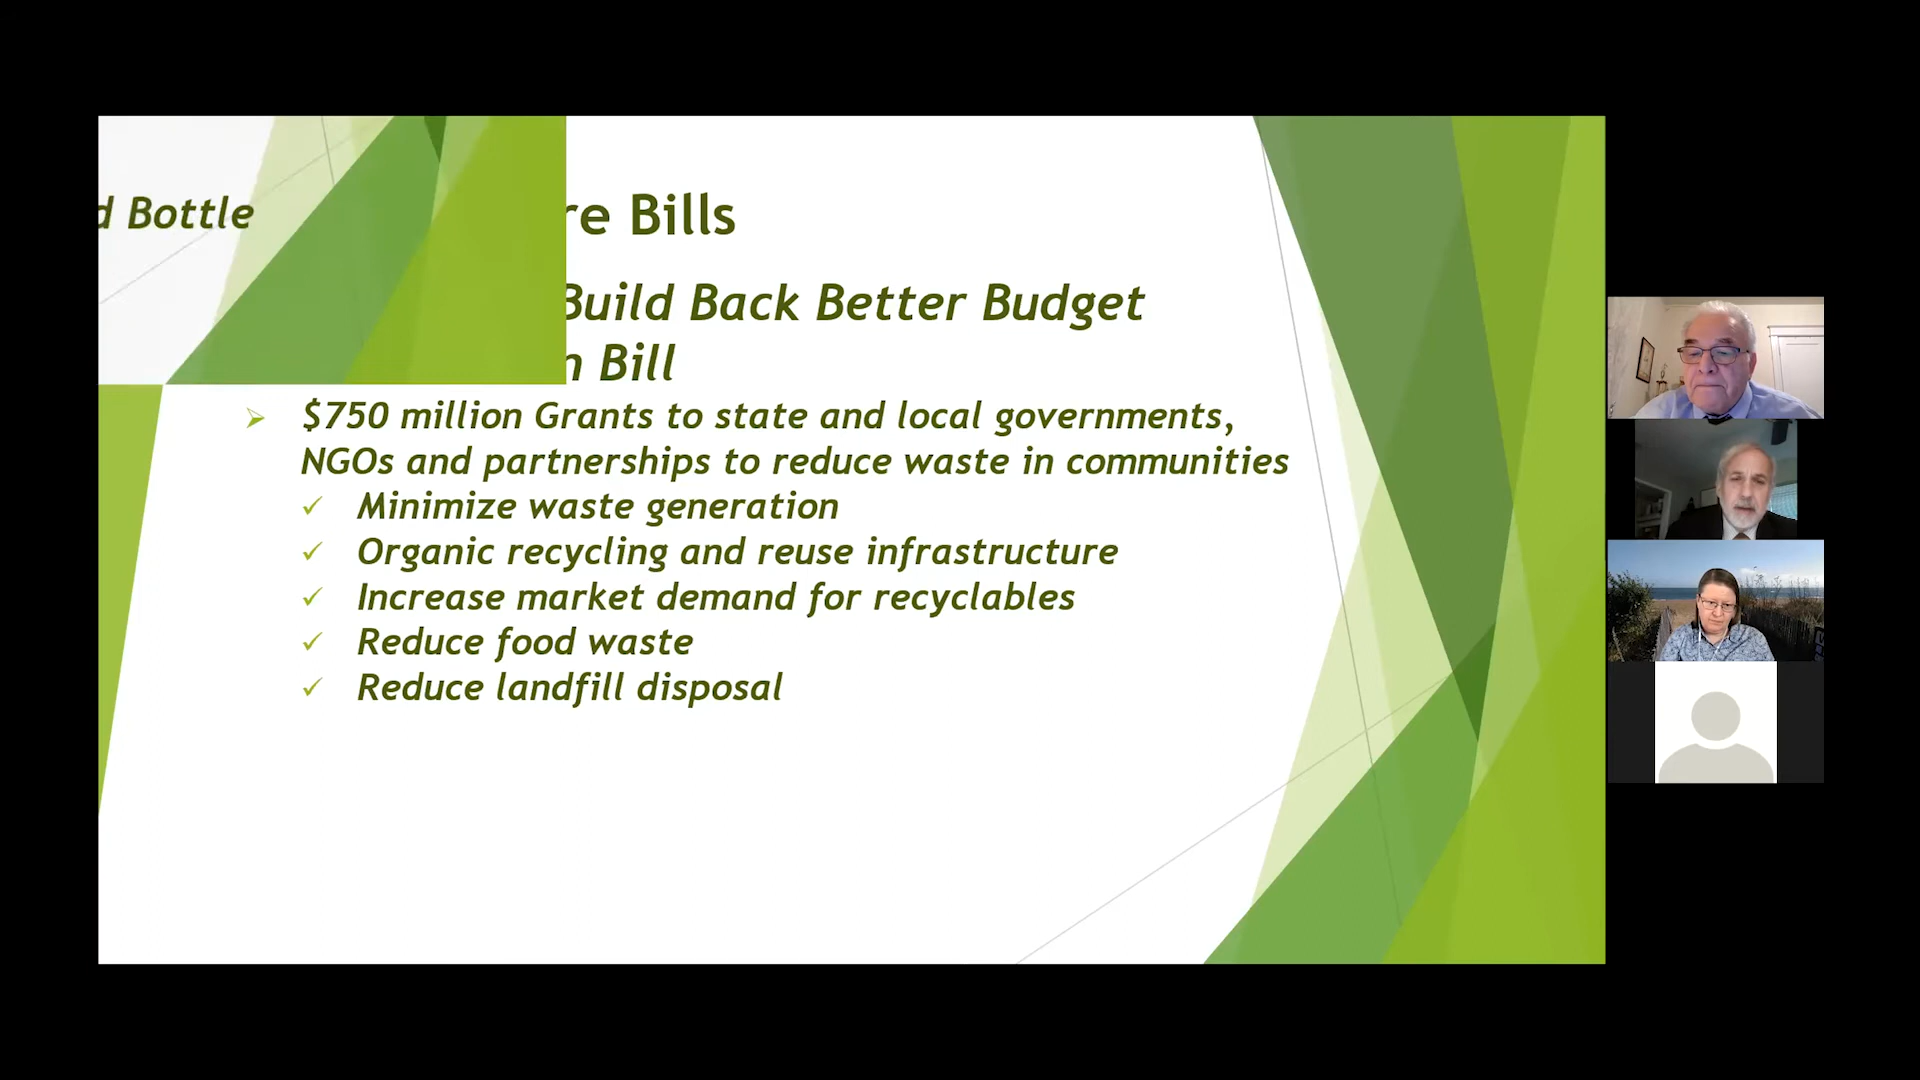 Bottle
Bills
Build Back Better Budget
Bill
$750 million Grants to state and local governments,
NGOs and partnerships to reduce waste in communities
Minimize waste generation
Organic recycling and reuse infrastructure
Increase market demand for recyclables
Reduce food waste
Reduce landfill disposal